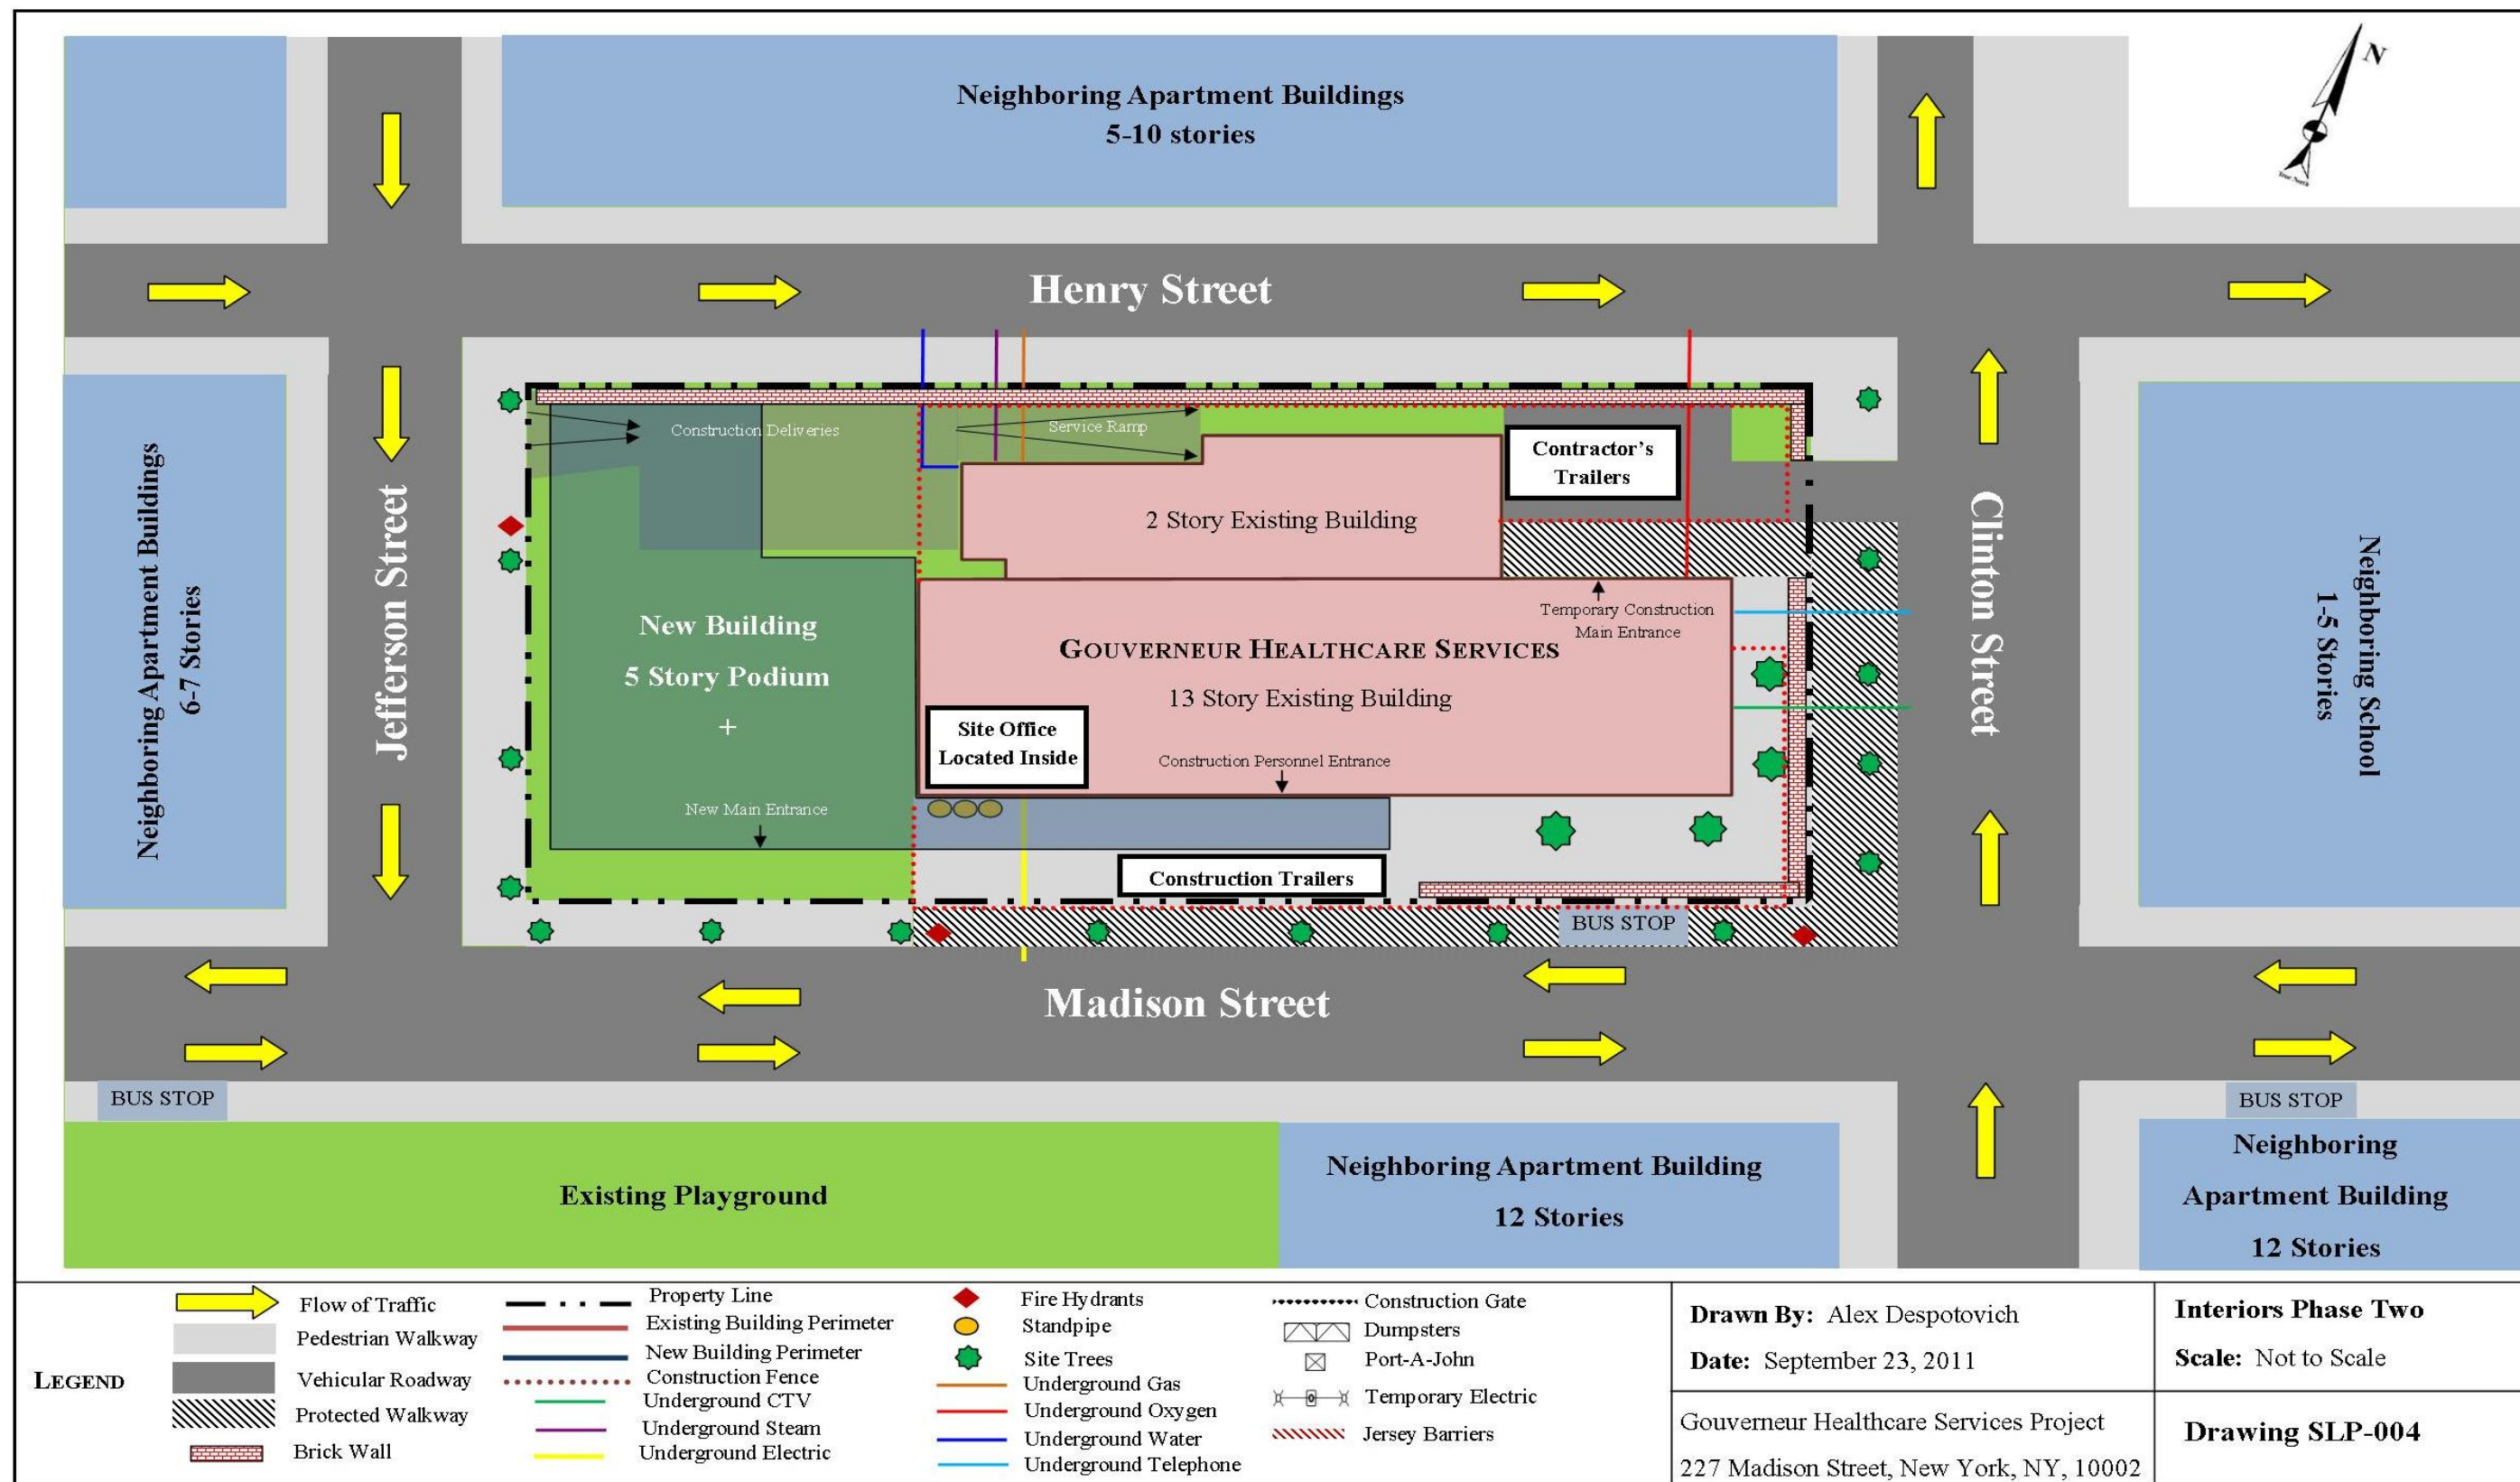 Neighboring Apartment Buildings
5-10 stories
N
True North
Henry Street
Construction Deliveries
Service Ramp
Contractor's
Trailers
2 Story Existing Building
Neighboring Apartment Buildings
6-7 Stories
Jefferson Street
New Building
5 Story Podium
+
Temporary Construction
Main Entrance
GOUVERNEUR HEALTHCARE SERVICES
13 Story Existing Building
Site Office
Located Inside
Construction Personnel Entrance
New Main Entrance
Construction Trailers
BUS STOP
Clinton Street
Neighboring School
1-5 Stories
Madison Street
BUS STOP
BUS STOP
Existing Playground
Neighboring Apartment Building
12 Stories
Neighboring
Apartment Building
12 Stories
LEGEND
Flow of Traffic
Pedestrian Walkway
Vehicular Roadway
Protected Walkway
Brick Wall
Property Line
Existing Building Perimeter
New Building Perimeter
Construction Fence
Underground CTV
Underground Steam
Underground Electric
Fire Hydrants
Standpipe
Site Trees
Underground Gas
Underground Oxygen
Underground Water
Underground Telephone
Construction Gate
Dumpsters
Port-A-John
Temporary Electric
Jersey Barriers
Drawn By: Alex Despotovich
Date: September 23, 2011
Gouverneur Healthcare Services Project
227 Madison Street, New York, NY, 10002
Interiors Phase Two
Scale: Not to Scale
Drawing SLP-004